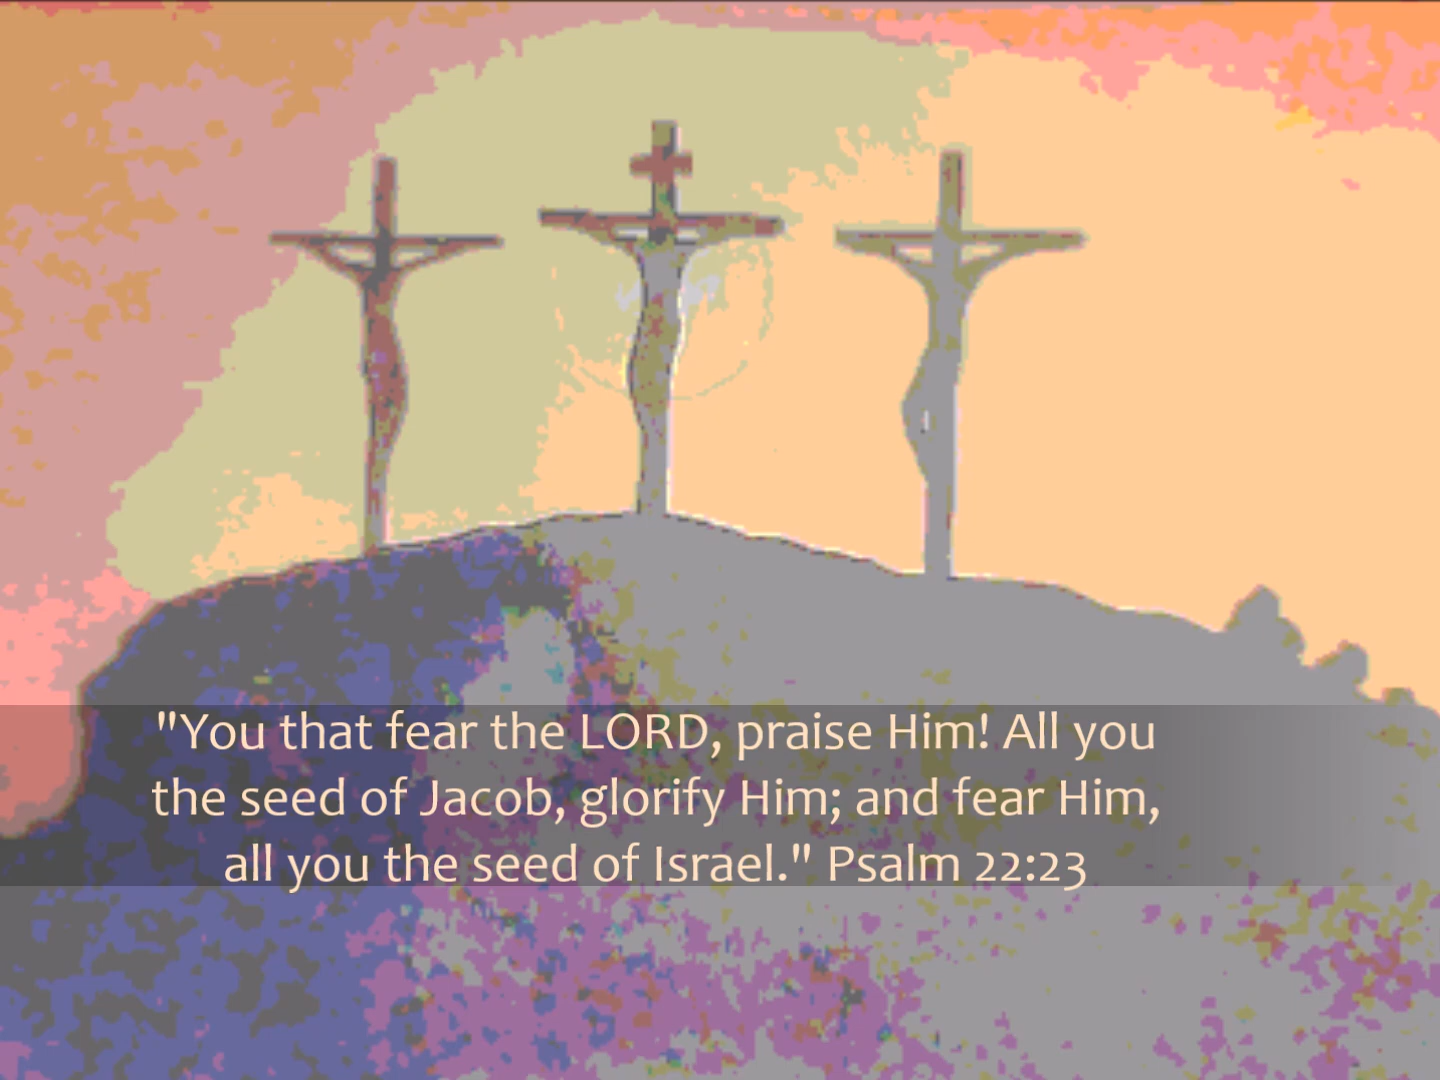 "You that fear the LORD, praise Him! All you
the seed of Jacob, glorify Him; and fear Him,
all you the seed of Israel." Psalm 22:23